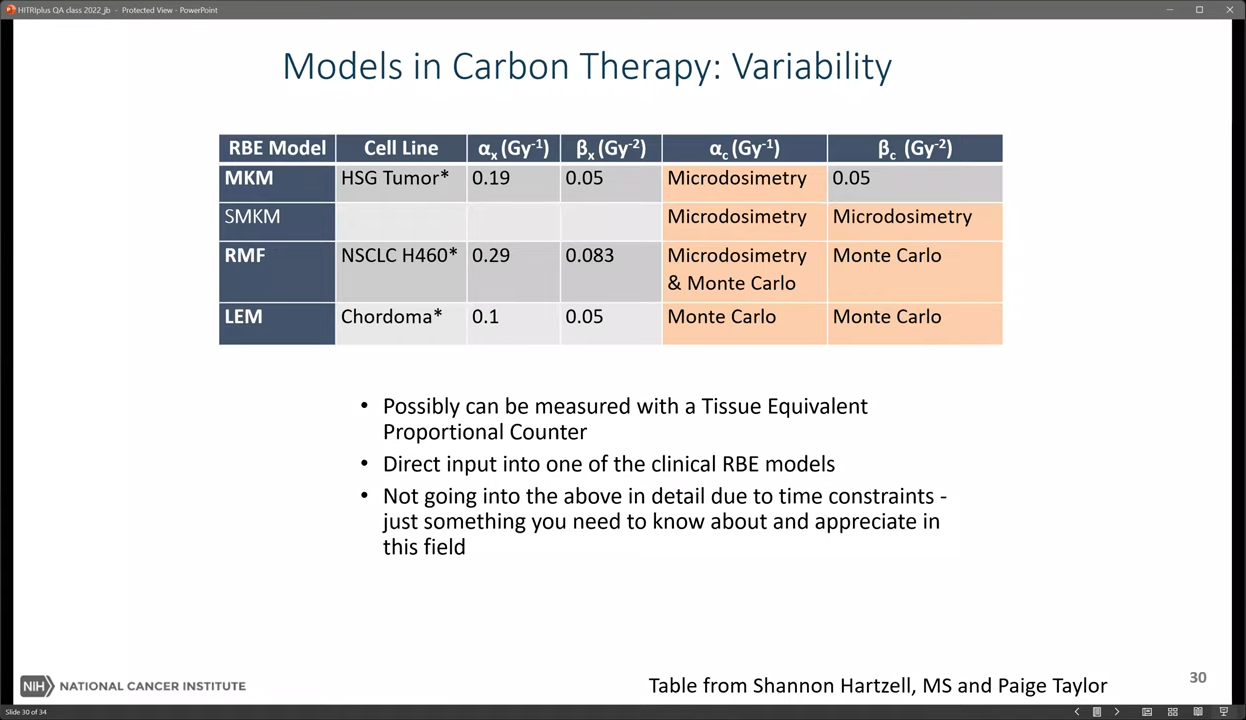 HITRIplus QA class 2022_jb - Protected View - PowerPoint
Models in Carbon Therapy: Variability
RBE Model Cell Line αx (Gy-1) βx (Gy-2) αc (Gy-1) βc (Gy-2)
MKM HSG Tumor* 0.19 0.05 Microdosimetry 0.05
SMKM Microdosimetry Microdosimetry
RMF NSCLC H460* 0.29 0.083 Microdosimetry Monte Carlo
& Monte Carlo
LEM Chordoma* 0.1 0.05 Monte Carlo Monte Carlo
• Possibly can be measured with a Tissue Equivalent
Proportional Counter
• Direct input into one of the clinical RBE models
• Not going into the above in detail due to time constraints -
just something you need to know about and appreciate in
this field
NIH NATIONAL CANCER INSTITUTE
Table from Shannon Hartzell, MS and Paige Taylor
30
Slide 30 of 34